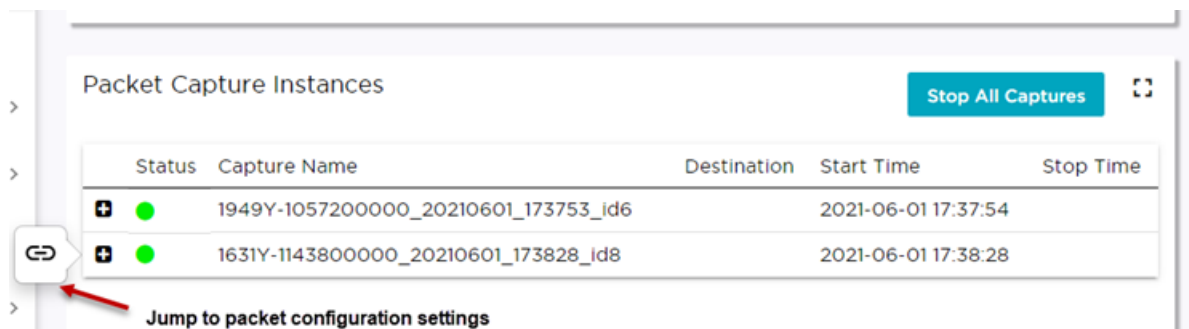 Packet Capture Instances
Stop All Captures
Status Capture Name Destination Start Time Stop Time
1949Y-1057200000_20210601_173753_id6 2021-06-01 17:37:54
1631Y-1143800000_20210601_173828_id8 2021-06-01 17:38:28
Jump to packet configuration settings